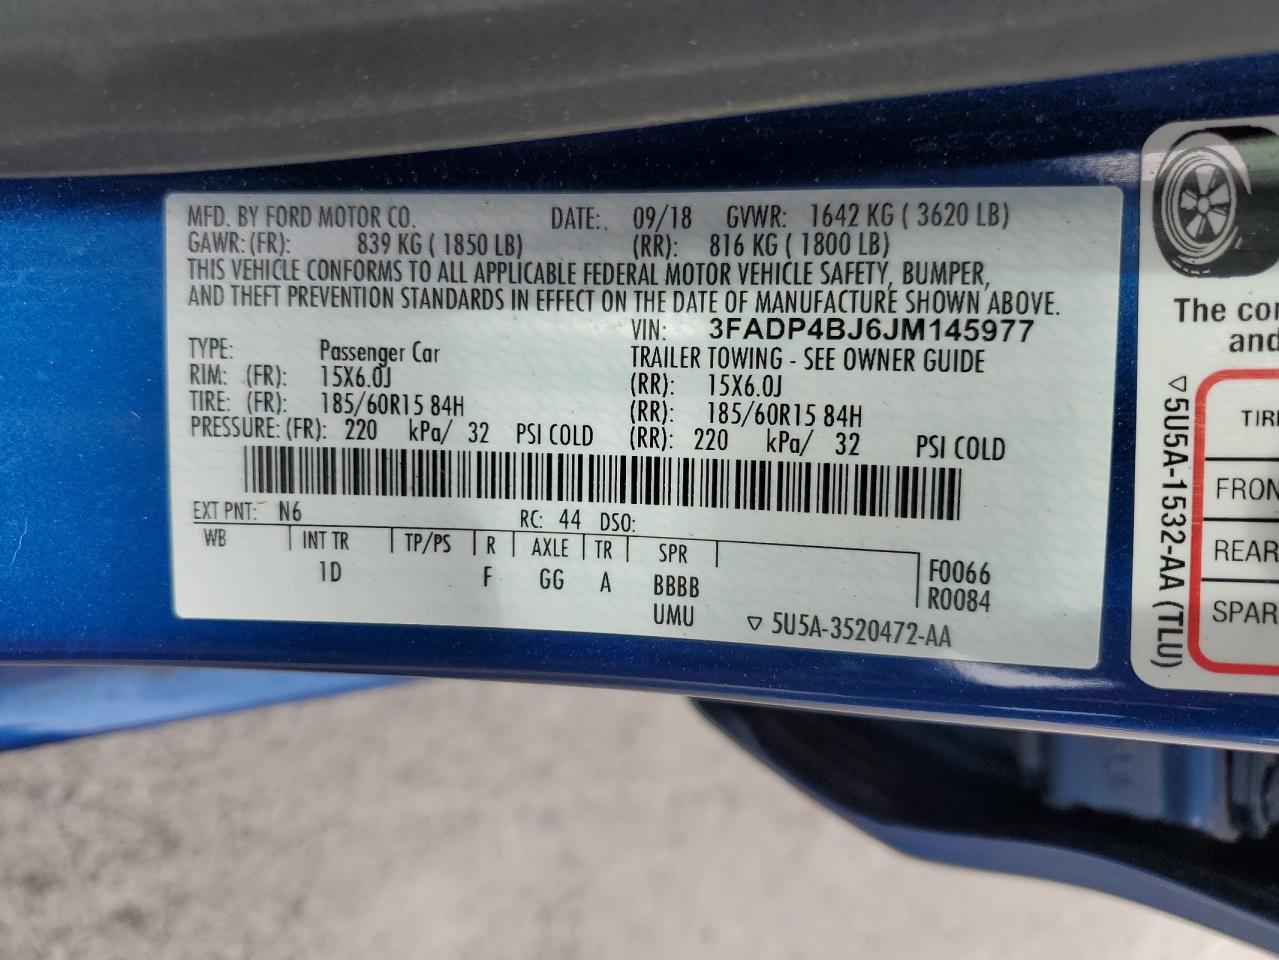 MFD. BY FORD MOTOR CO. DATE: 09/18 GVWR: 1642 KG ( 3620 LB)
GAWR: (FR): 839 KG ( 1850 LB) (RR): 816 KG ( 1800 LB)
THIS VEHICLE CONFORMS TO ALL APPLICABLE FEDERAL MOTOR VEHICLE SAFETY, BUMPER,
AND THEFT PREVENTION STANDARDS IN EFFECT ON THE DATE OF MANUFACTURE SHOWN ABOVE.
VIN: 3FADP4BJ6JM145977
TYPE: Passenger Car TRAILER TOWING - SEE OWNER GUIDE
RIM: (FR): 15X6.0J (RR): 15X6.0J
TIRE: (FR): 185/60R15 84H (RR): 185/60R15 84H
PRESSURE: (FR): 220 kPa/ 32 PSI COLD (RR): 220 kPa/ 32 PSI COLD
EXT PNT: N6 RC: 44 DSO:
WB INT TR TP/PS R AXLE TR SPR
1D F GG A BBBB F0066
UMU R0084
▽ 5U5A-3520472-AA
The con
and
▽5U5A-1532-AA (TLU)
TIRE
FRON
REAR
SPAR